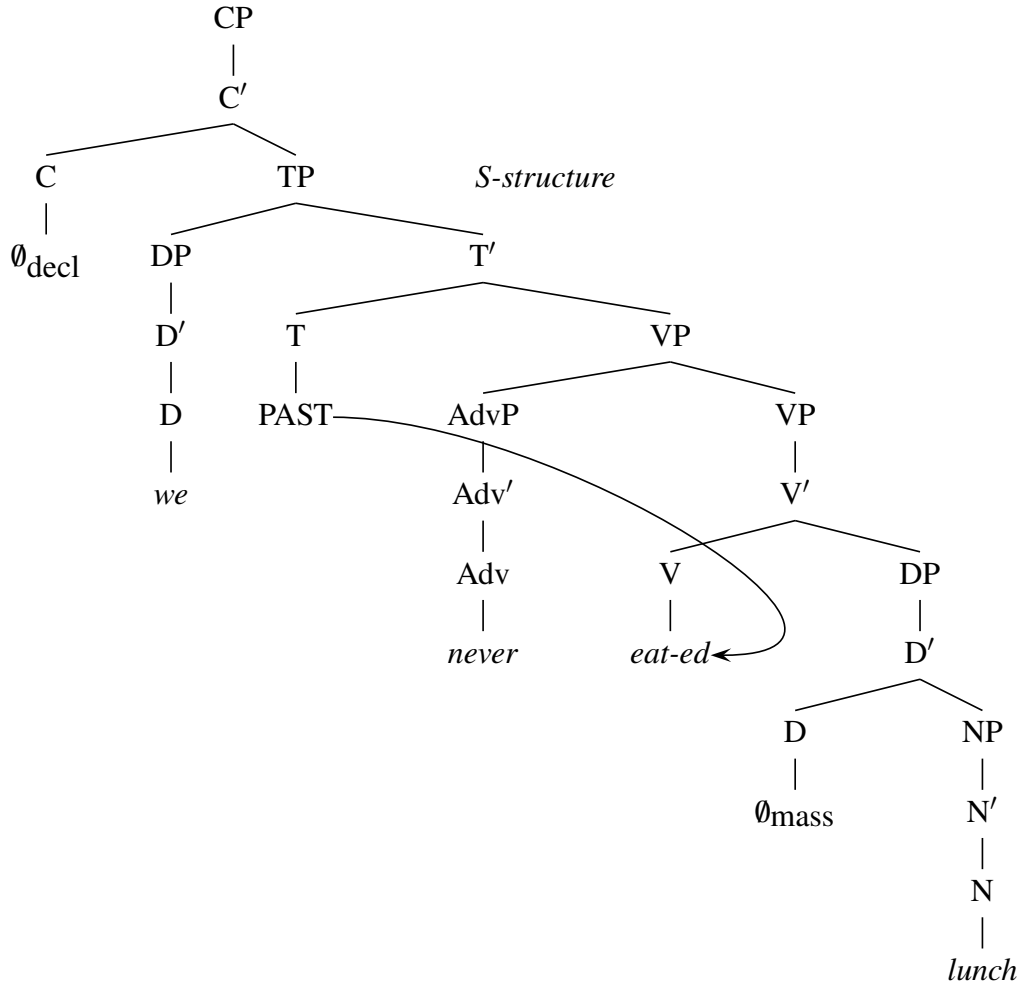 CP
C′
C TP S-structure
∅decl DP T′
D′ T VP
D PAST AdvP VP
we Adv′ V′
Adv V DP
never eat-ed D′
D NP
∅mass N′
N
lunch